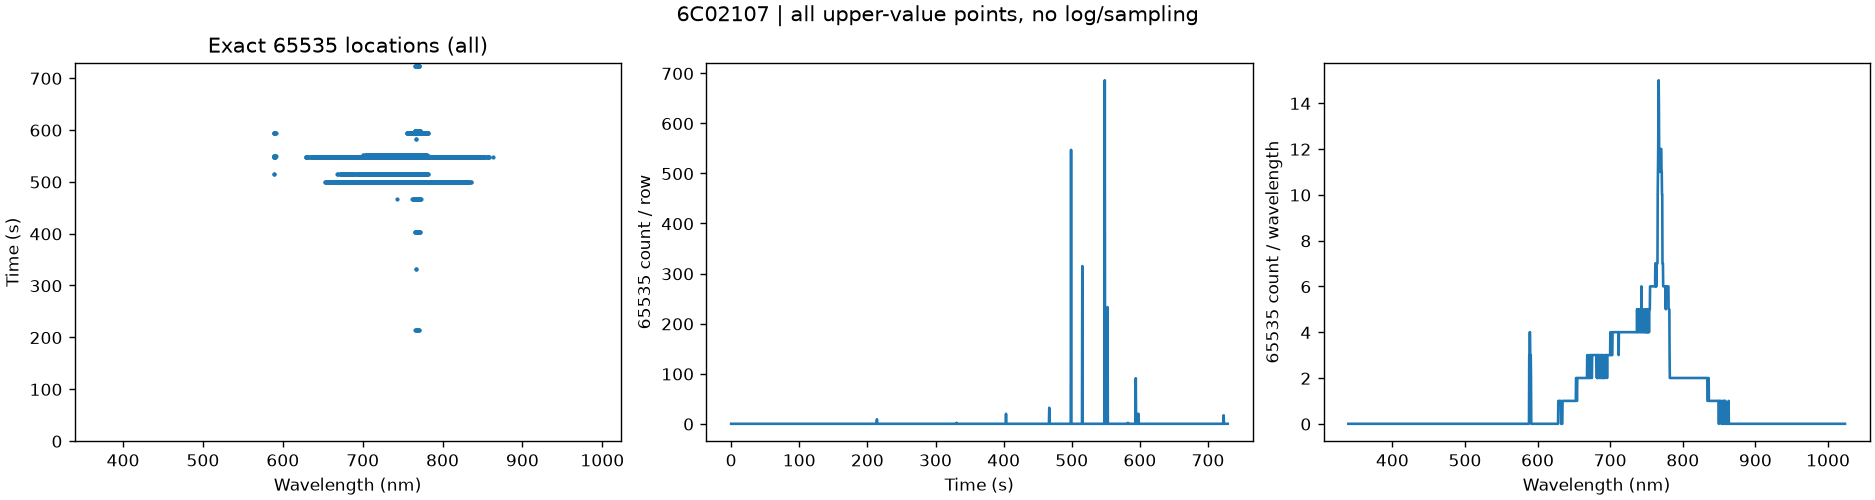 6C02107 | all upper-value points, no log/sampling
Exact 65535 locations (all)
Time (s)
700
600
500
400
300
200
100
0
400 500 600 700 800 900 1000
Wavelength (nm)
65535 count / row
700
600
500
400
300
200
100
0
0 100 200 300 400 500 600 700
Time (s)
65535 count / wavelength
14
12
10
8
6
4
2
0
400 500 600 700 800 900 1000
Wavelength (nm)